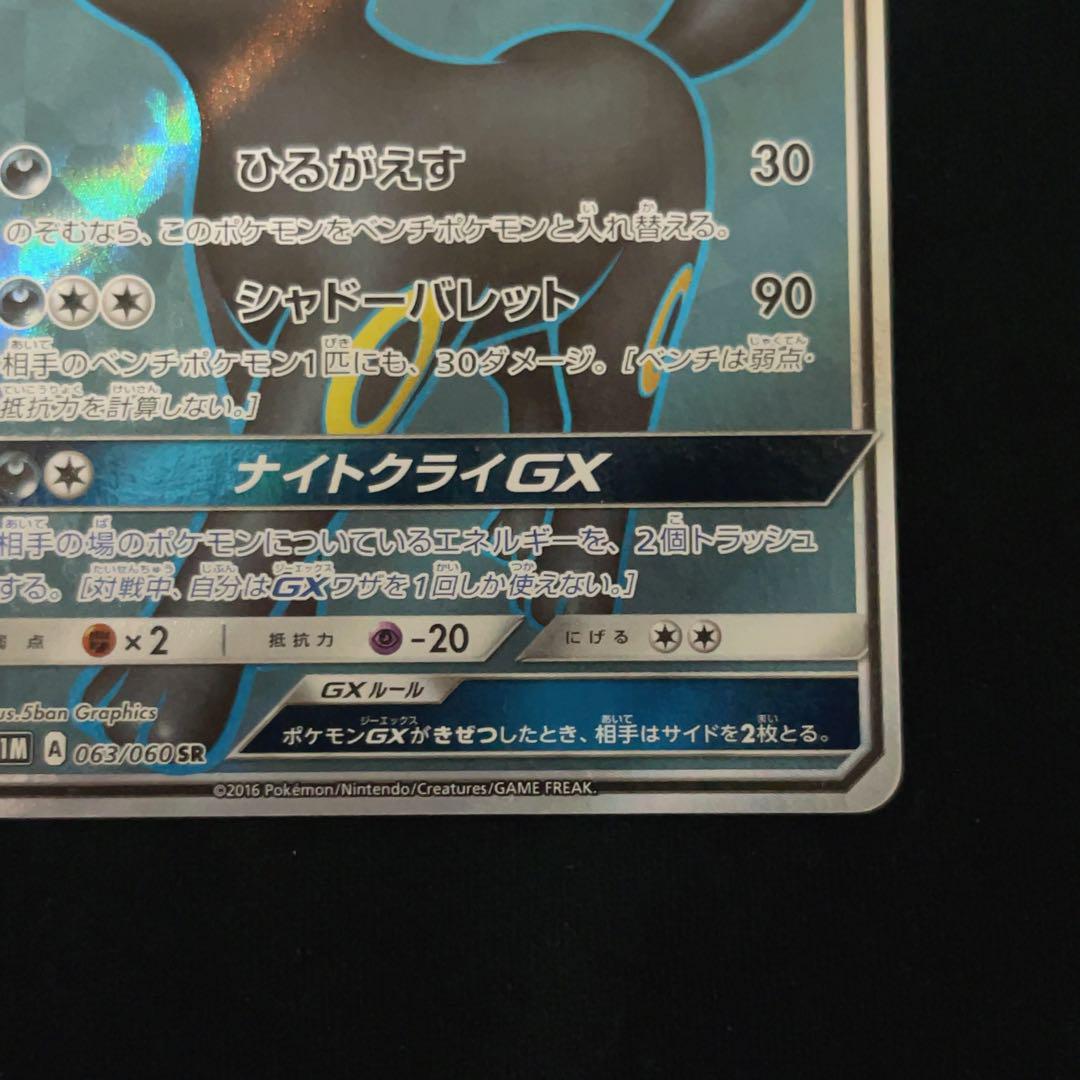 ひるがえす 30
のぞむなら、このポケモンをベンチポケモンと入れ替える。
シャドーバレット 90
相手のベンチポケモン1匹にも、30ダメージ。[ベンチは弱点・
抵抗力を計算しない。]
ナイトクライGX
相手の場のポケモンについているエネルギーを、2個トラッシュ
する。[対戦中、自分はGXワザを1回しか使えない。]
点 ×2 抵抗力 -20 にげる
GXルール
ポケモンGXがきぜつしたとき、相手はサイドを2枚とる。
us.5ban Graphics
1M A 063/060 SR
©2016 Pokémon/Nintendo/Creatures/GAME FREAK.